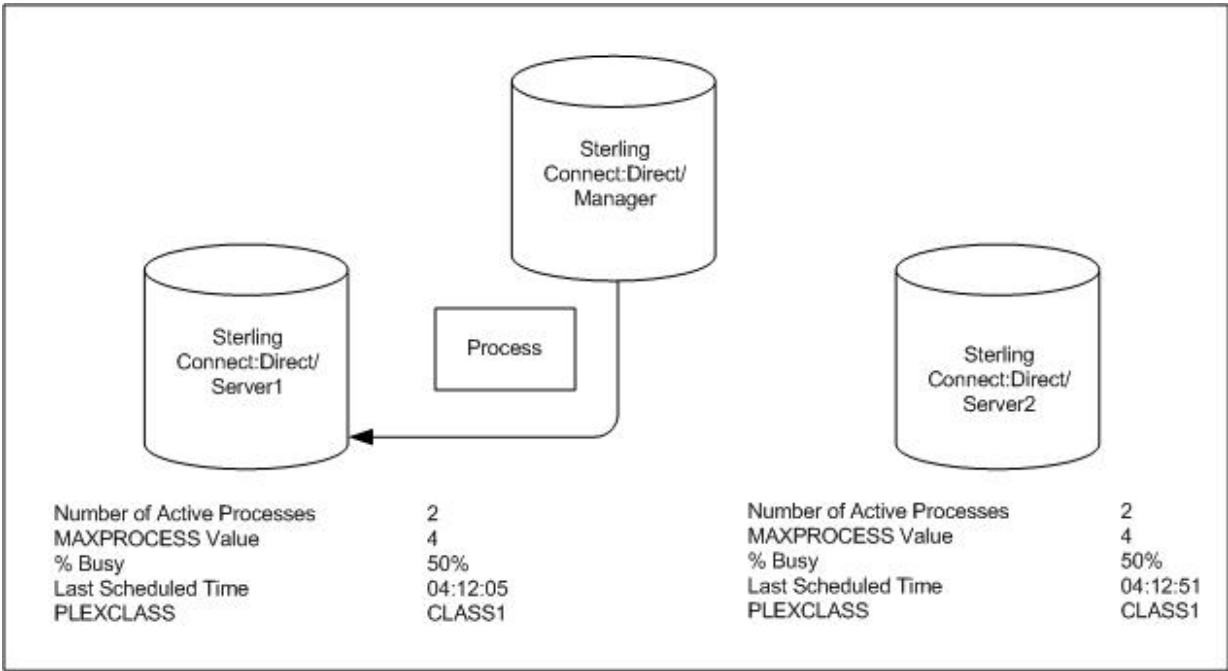 Sterling
Connect:Direct/
Manager
Sterling
Connect:Direct/
Server1
Process
Sterling
Connect:Direct/
Server2
Number of Active Processes 2
MAXPROCESS Value 4
% Busy 50%
Last Scheduled Time 04:12:05
PLEXCLASS CLASS1
Number of Active Processes 2
MAXPROCESS Value 4
% Busy 50%
Last Scheduled Time 04:12:51
PLEXCLASS CLASS1